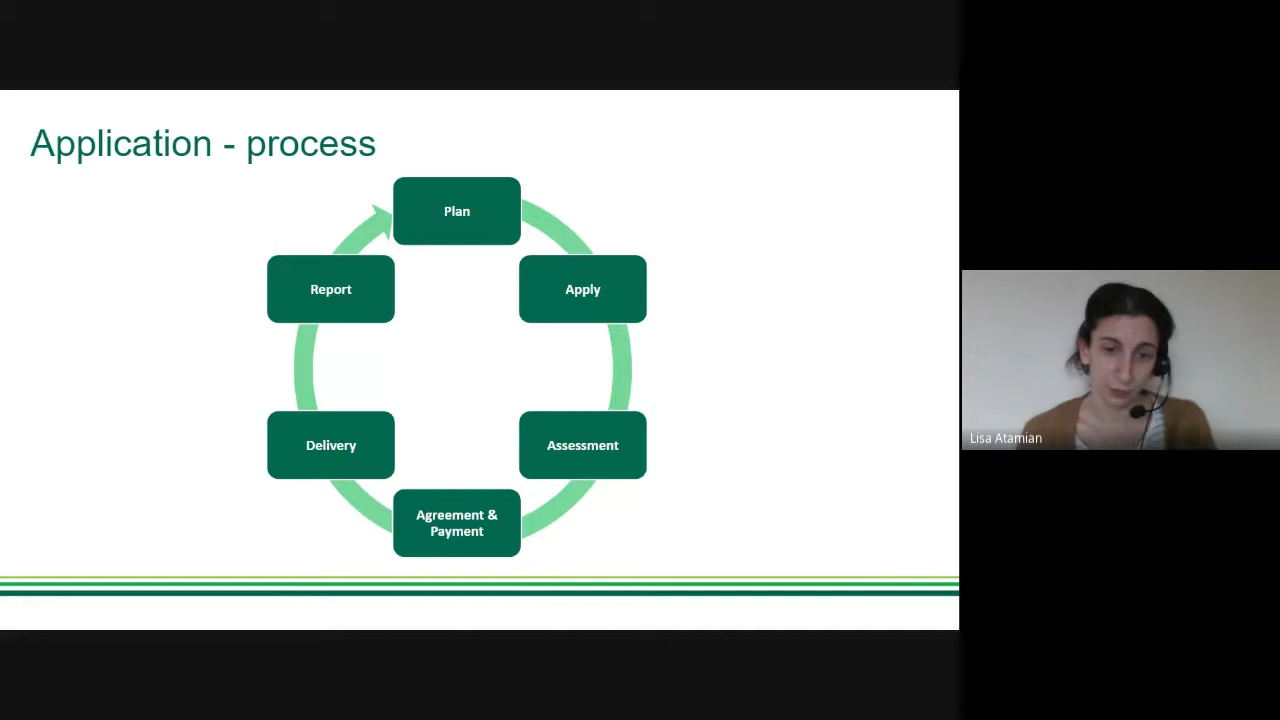 Application - process
Plan
Report
Apply
Delivery
Assessment
Agreement &
Payment
Lisa Atamian